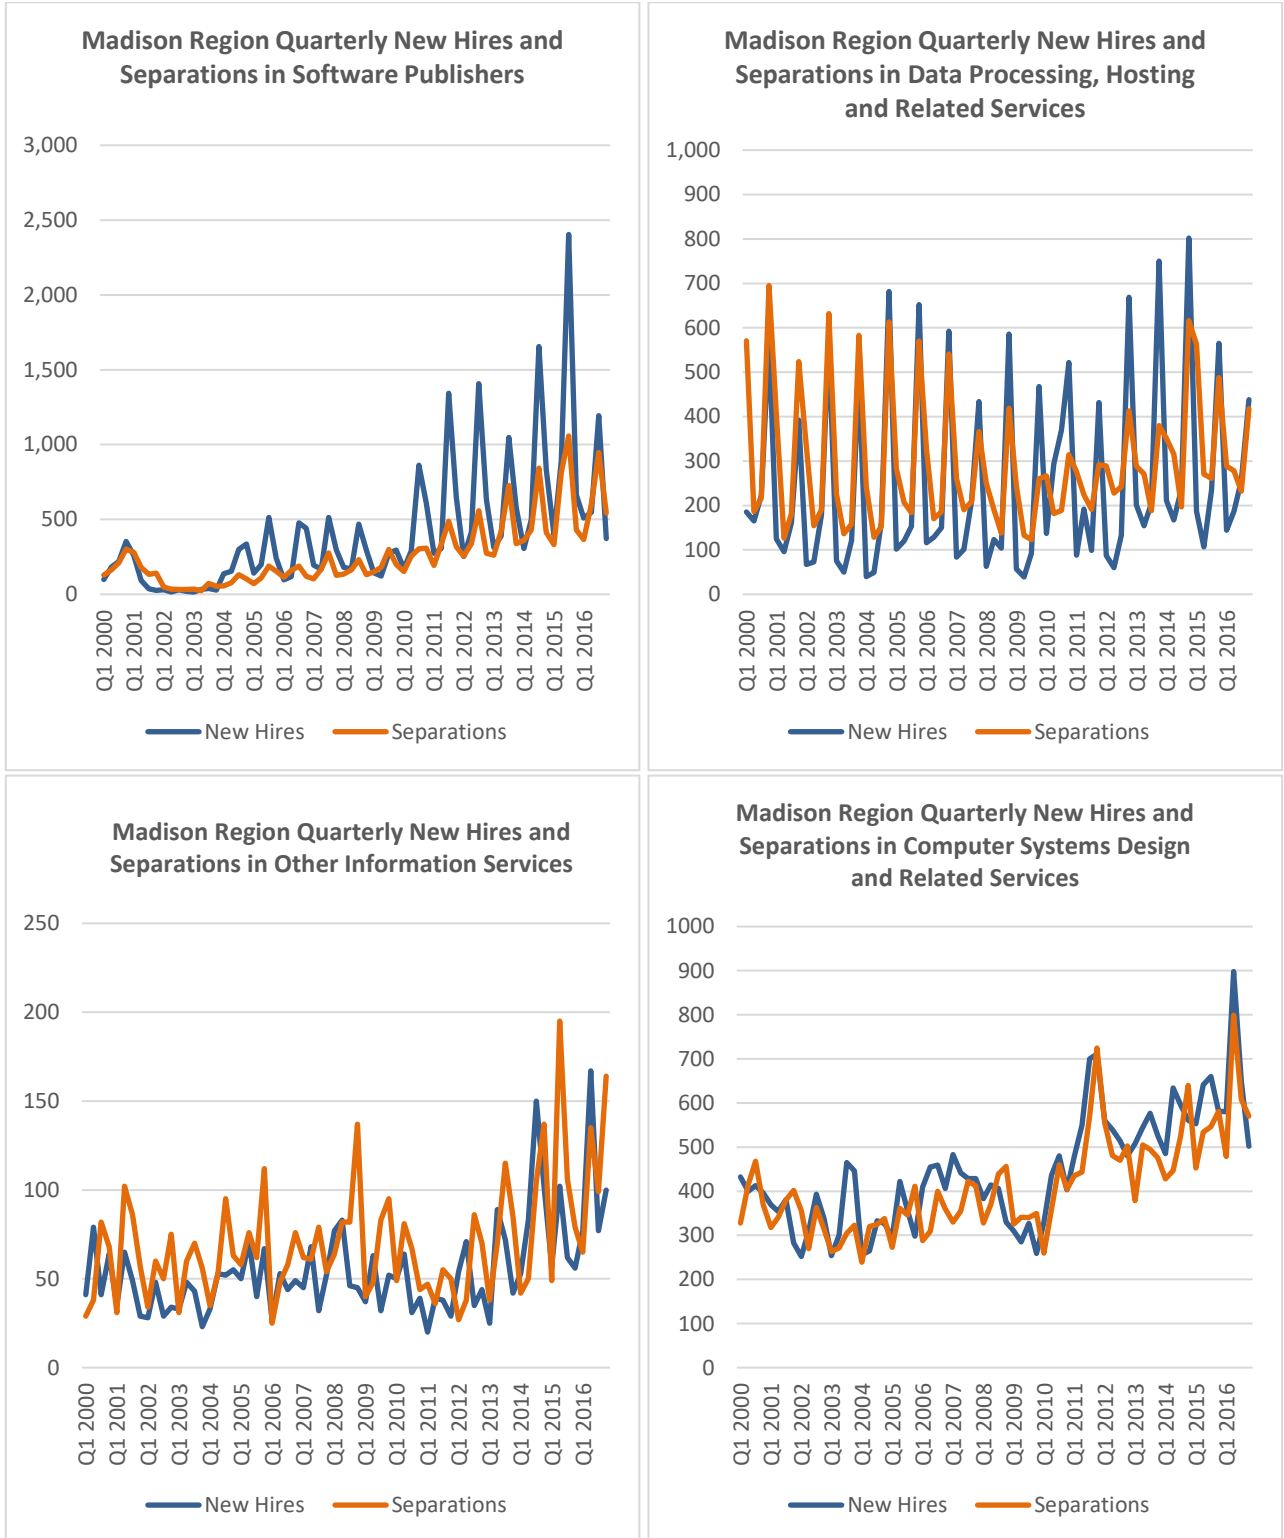 Madison Region Quarterly New Hires and
Separations in Software Publishers
3,000
2,500
2,000
1,500
1,000
500
0
Q1 2000
Q1 2001
Q1 2002
Q1 2003
Q1 2004
Q1 2005
Q1 2006
Q1 2007
Q1 2008
Q1 2009
Q1 2010
Q1 2011
Q1 2012
Q1 2013
Q1 2014
Q1 2015
Q1 2016
New Hires Separations
Madison Region Quarterly New Hires and
Separations in Data Processing, Hosting
and Related Services
1,000
900
800
700
600
500
400
300
200
100
0
Q1 2000
Q1 2001
Q1 2002
Q1 2003
Q1 2004
Q1 2005
Q1 2006
Q1 2007
Q1 2008
Q1 2009
Q1 2010
Q1 2011
Q1 2012
Q1 2013
Q1 2014
Q1 2015
Q1 2016
New Hires Separations
Madison Region Quarterly New Hires and
Separations in Other Information Services
250
200
150
100
50
0
Q1 2000
Q1 2001
Q1 2002
Q1 2003
Q1 2004
Q1 2005
Q1 2006
Q1 2007
Q1 2008
Q1 2009
Q1 2010
Q1 2011
Q1 2012
Q1 2013
Q1 2014
Q1 2015
Q1 2016
New Hires Separations
Madison Region Quarterly New Hires and
Separations in Computer Systems Design
and Related Services
1000
900
800
700
600
500
400
300
200
100
0
Q1 2000
Q1 2001
Q1 2002
Q1 2003
Q1 2004
Q1 2005
Q1 2006
Q1 2007
Q1 2008
Q1 2009
Q1 2010
Q1 2011
Q1 2012
Q1 2013
Q1 2014
Q1 2015
Q1 2016
New Hires Separations